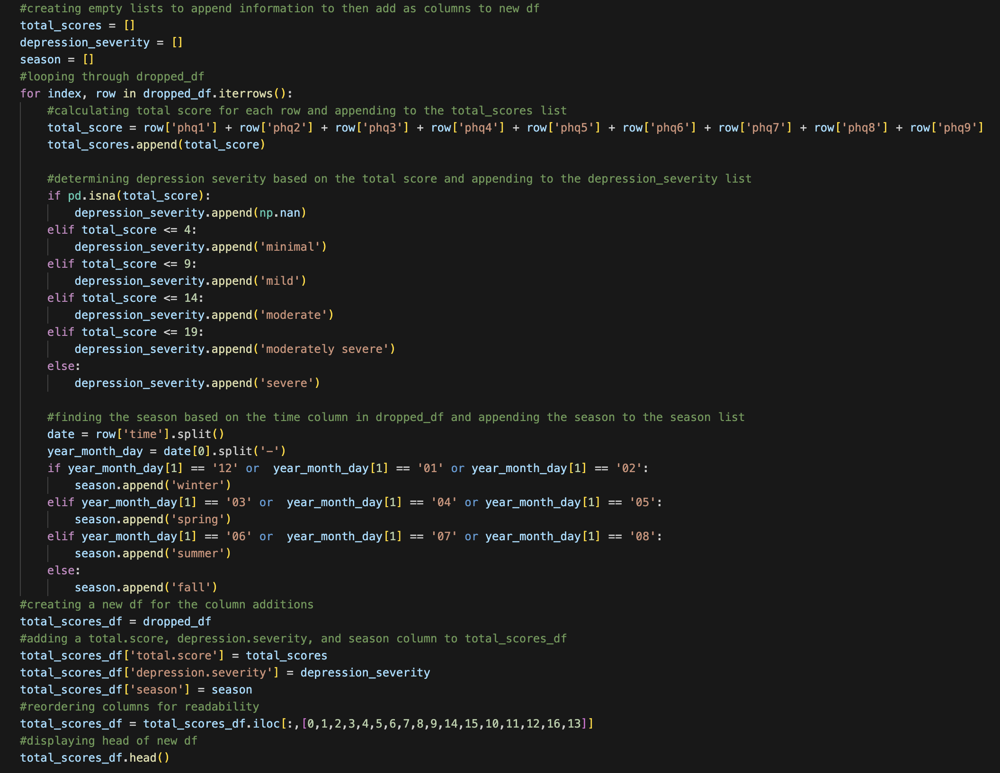 #creating empty lists to append information to then add as columns to new df
total_scores = []
depression_severity = []
season = []
#looping through dropped_df
for index, row in dropped_df.iterrows():
    #calculating total score for each row and appending to the total_scores list
    total_score = row['phq1'] + row['phq2'] + row['phq3'] + row['phq4'] + row['phq5'] + row['phq6'] + row['phq7'] + row['phq8'] + row['phq9']
    total_scores.append(total_score)

    #determining depression severity based on the total score and appending to the depression_severity list
    if pd.isna(total_score):
        depression_severity.append(np.nan)
    elif total_score <= 4:
        depression_severity.append('minimal')
    elif total_score <= 9:
        depression_severity.append('mild')
    elif total_score <= 14:
        depression_severity.append('moderate')
    elif total_score <= 19:
        depression_severity.append('moderately severe')
    else:
        depression_severity.append('severe')

    #finding the season based on the time column in dropped_df and appending the season to the season list
    date = row['time'].split()
    year_month_day = date[0].split('-')
    if year_month_day[1] == '12' or  year_month_day[1] == '01' or year_month_day[1] == '02':
        season.append('winter')
    elif year_month_day[1] == '03' or  year_month_day[1] == '04' or year_month_day[1] == '05':
        season.append('spring')
    elif year_month_day[1] == '06' or  year_month_day[1] == '07' or year_month_day[1] == '08':
        season.append('summer')
    else:
        season.append('fall')
#creating a new df for the column additions
total_scores_df = dropped_df
#adding a total.score, depression.severity, and season column to total_scores_df
total_scores_df['total.score'] = total_scores
total_scores_df['depression.severity'] = depression_severity
total_scores_df['season'] = season
#reordering columns for readability
total_scores_df = total_scores_df.iloc[:,[0,1,2,3,4,5,6,7,8,9,14,15,10,11,12,16,13]]
#displaying head of new df
total_scores_df.head()